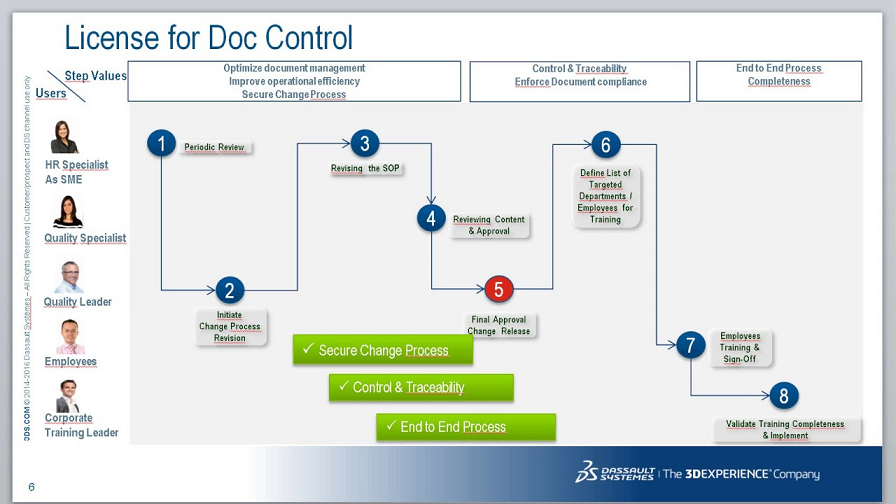 License for Doc Control
Step Values
Users
Optimize document management
Improve operational efficiency
Secure Change Process
Control & Traceability
Enforce Document compliance
End to End Process
Completeness
HR Specialist
As SME
Quality Specialist
Quality Leader
Employees
Corporate
Training Leader
1
Periodic Review
2
Initiate
Change Process
Revision
3
Revising the SOP
4
Reviewing Content
& Approval
5
Final Approval
Change Release
6
Define List of
Targeted
Departments /
Employees for
Training
7
Employees
Training &
Sign-Off
8
Validate Training Completeness
& Implement
✓ Secure Change Process
✓ Control & Traceability
✓ End to End Process
3DS.COM © 2014-2016 Dassault Systèmes – All Rights Reserved | Customer/prospect and DS channel use only
6
DASSAULT
SYSTEMES | The 3DEXPERIENCE® Company